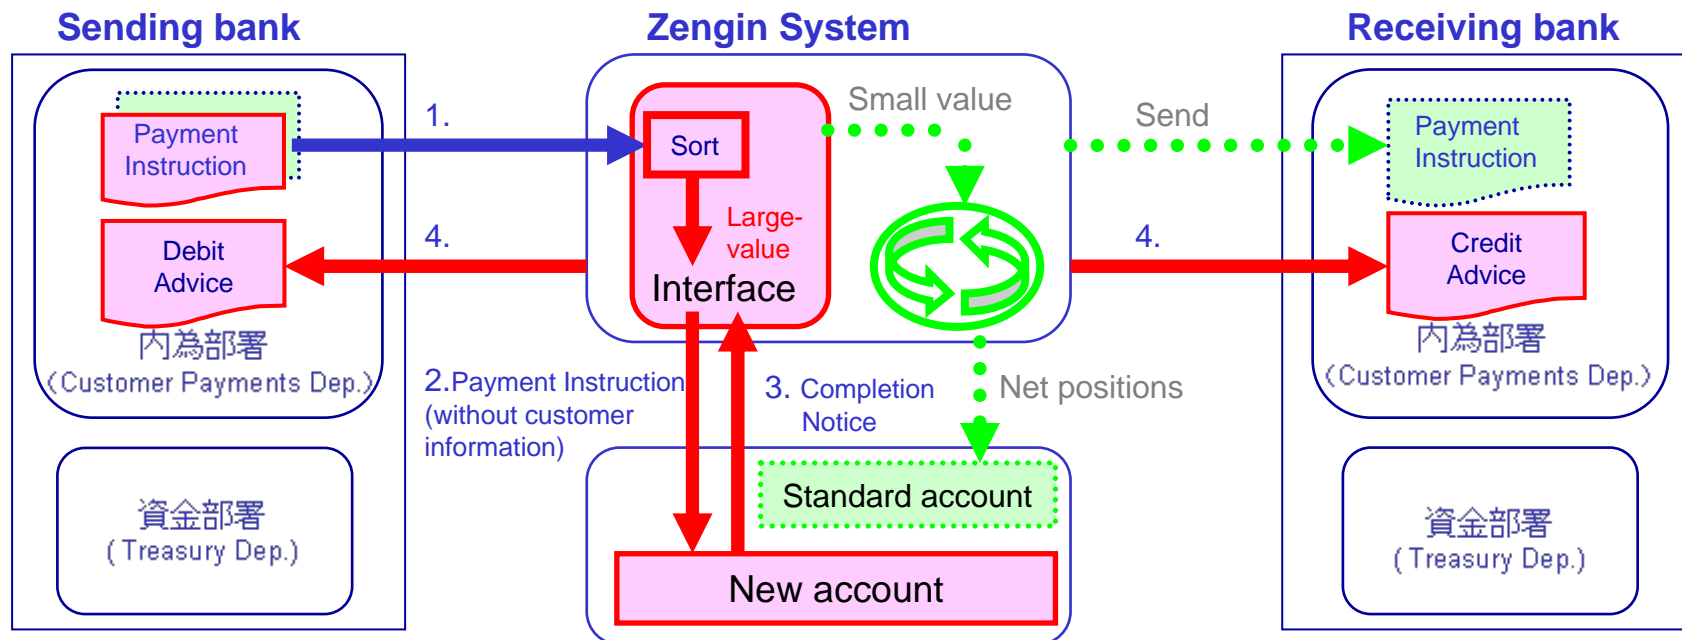 Sending bank
Zengin System
Receiving bank
Payment
Instruction
1.
Sort
Small value
Send
Payment
Instruction
Large-
value
Debit
Advice
4.
Interface
4.
Credit
Advice
内為部署
(Customer Payments Dep.)
2.Payment Instruction
(without customer
information)
3. Completion
Notice
Net positions
内為部署
(Customer Payments Dep.)
Standard account
資金部署
( Treasury Dep.)
New account
資金部署
( Treasury Dep.)